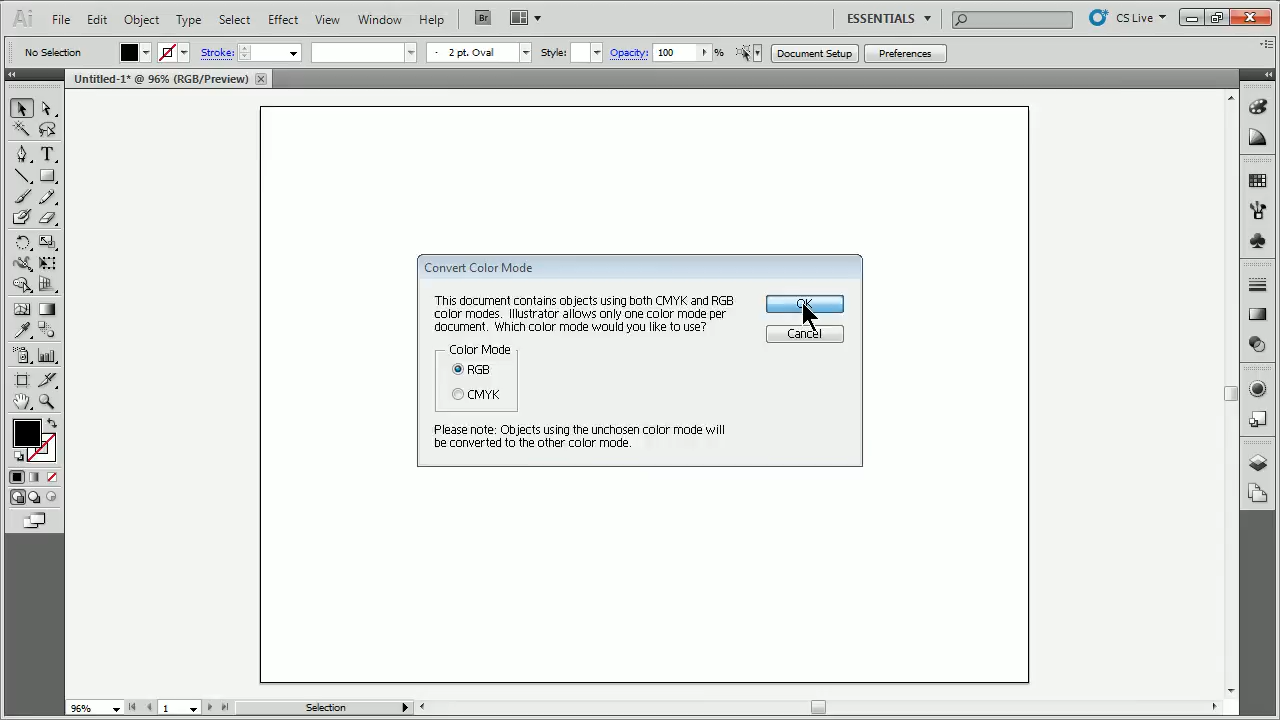 Ai File Edit Object Type Select Effect View Window Help Br ESSENTIALS CS Live
No Selection Stroke: 2 pt. Oval Style: Opacity: 100 % Document Setup Preferences
Untitled-1* @ 96% (RGB/Preview)
Convert Color Mode
This document contains objects using both CMYK and RGB
color modes. Illustrator allows only one color mode per
document. Which color mode would you like to use?
OK
Cancel
Color Mode
RGB
CMYK
Please note: Objects using the unchosen color mode will
be converted to the other color mode.
96% 1 Selection